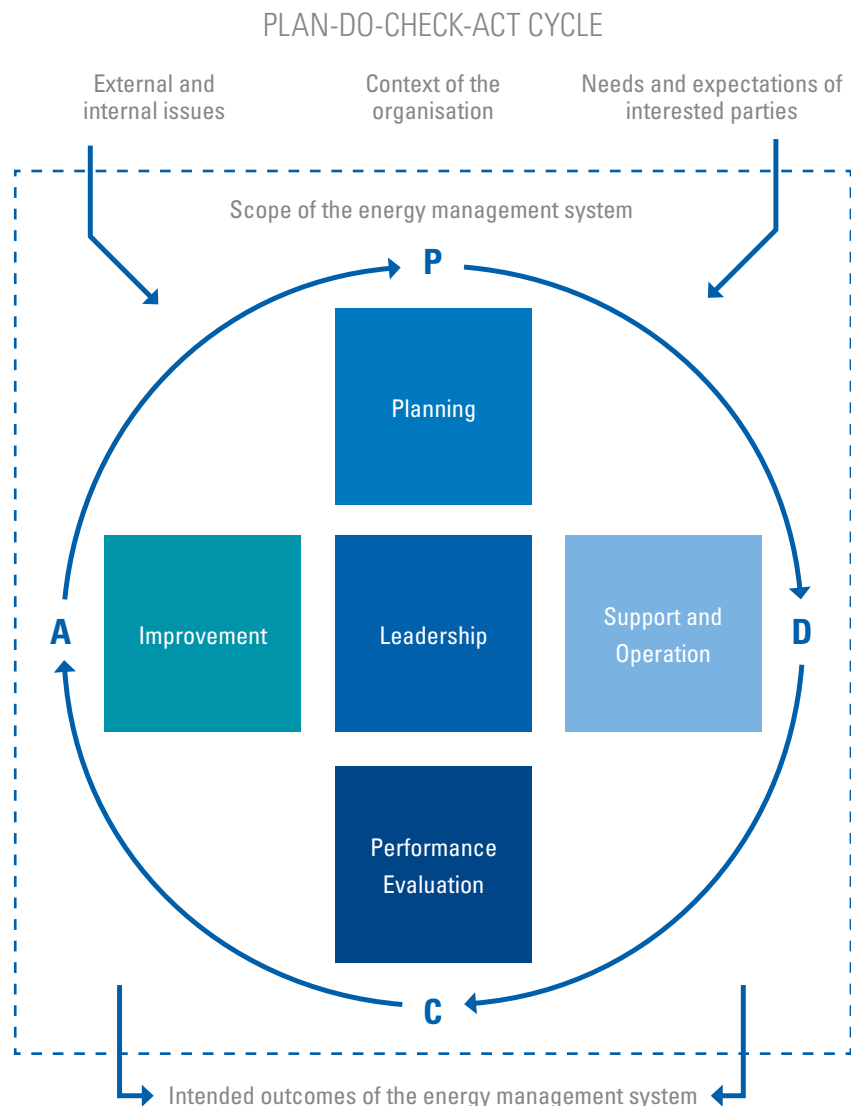 PLAN-DO-CHECK-ACT CYCLE
External and
internal issues
Context of the
organisation
Needs and expectations of
interested parties
Scope of the energy management system
P
Planning
A
Improvement
Leadership
Support and
Operation
D
Performance
Evaluation
C
Intended outcomes of the energy management system